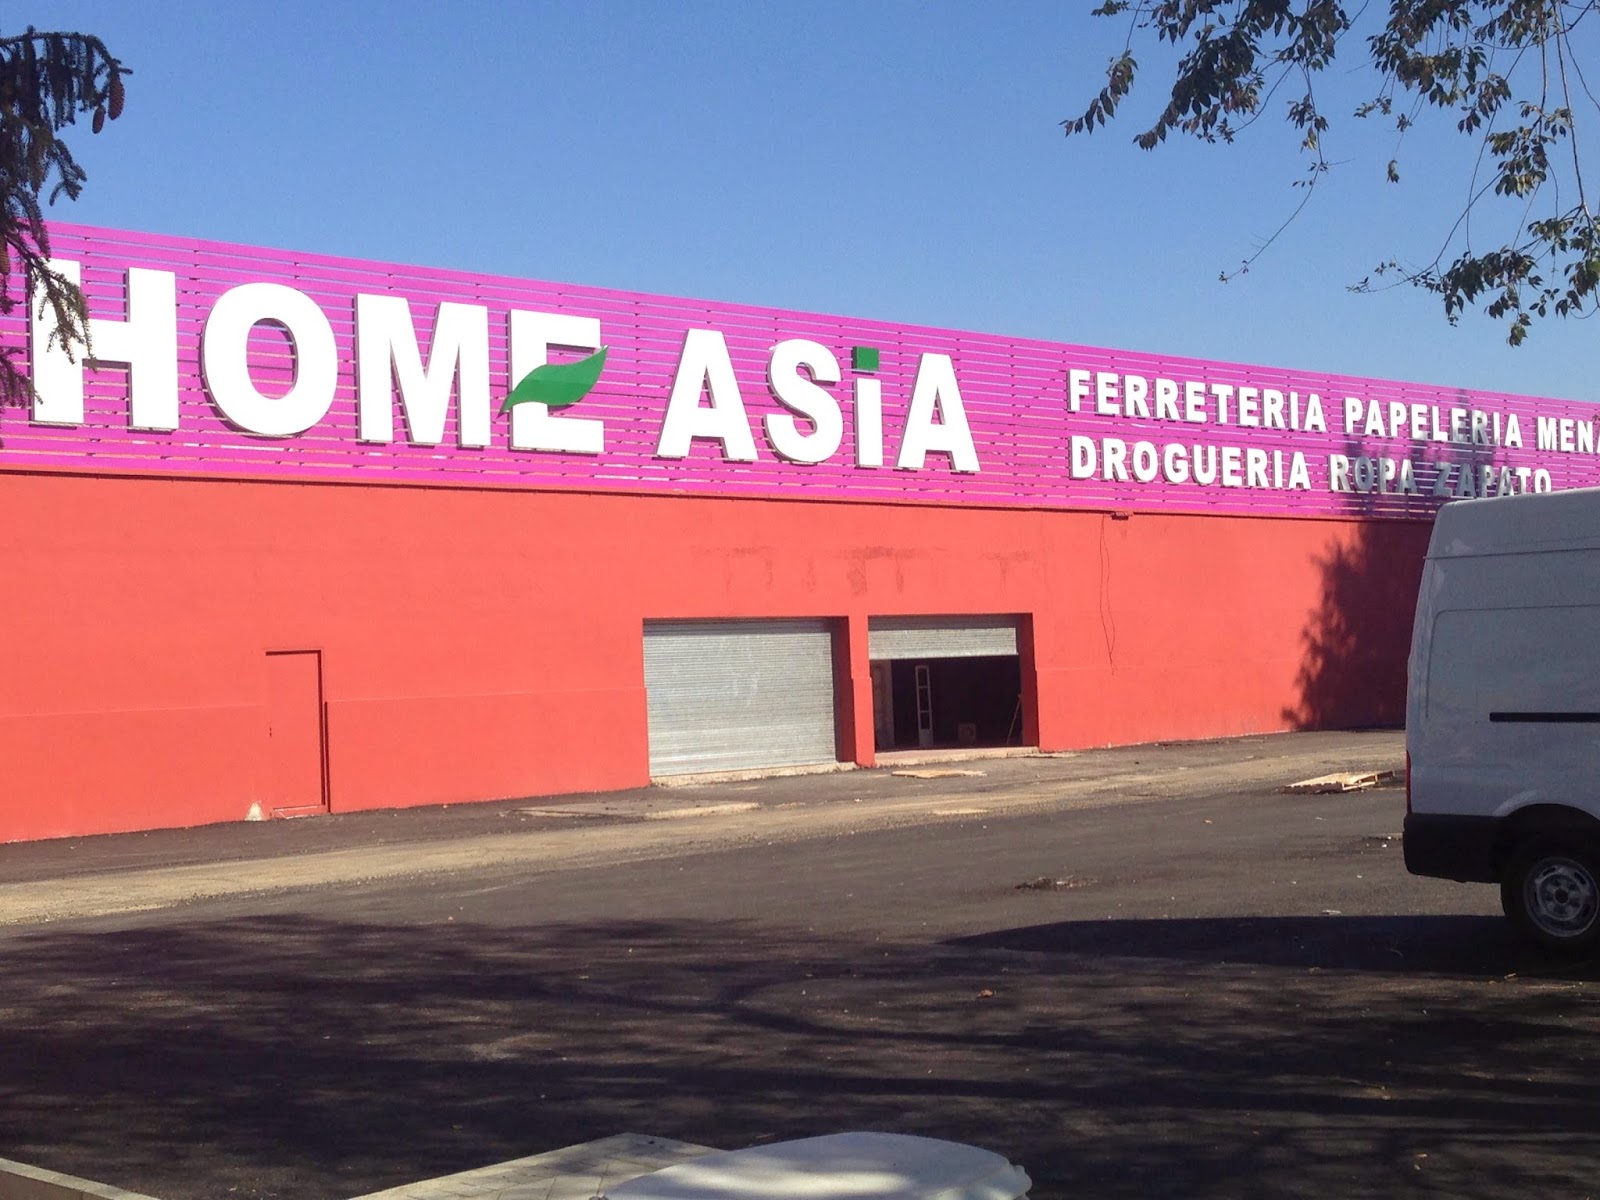 HOME ASiA
FERRETERIA PAPELERIA
DROGUERIA ROPA ZAPATO